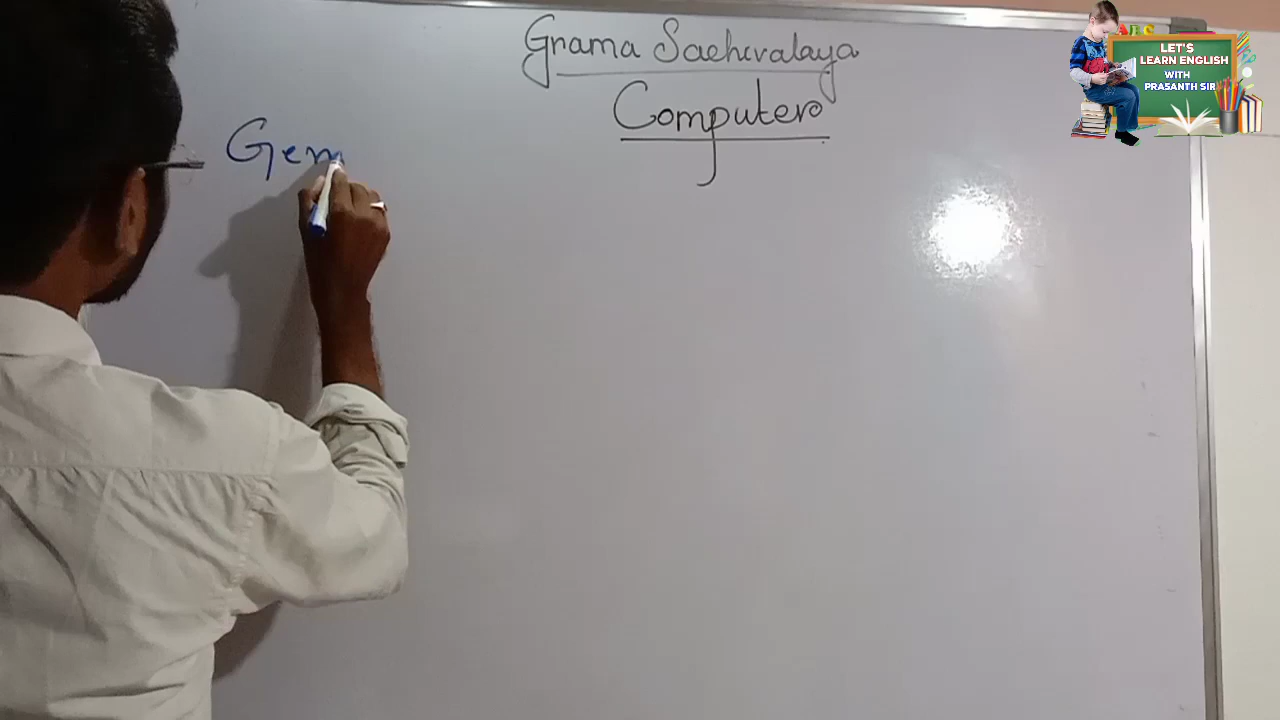 Grama Sachivalaya
Computers
Gen
LET'S
LEARN ENGLISH
WITH
PRASANTH SIR